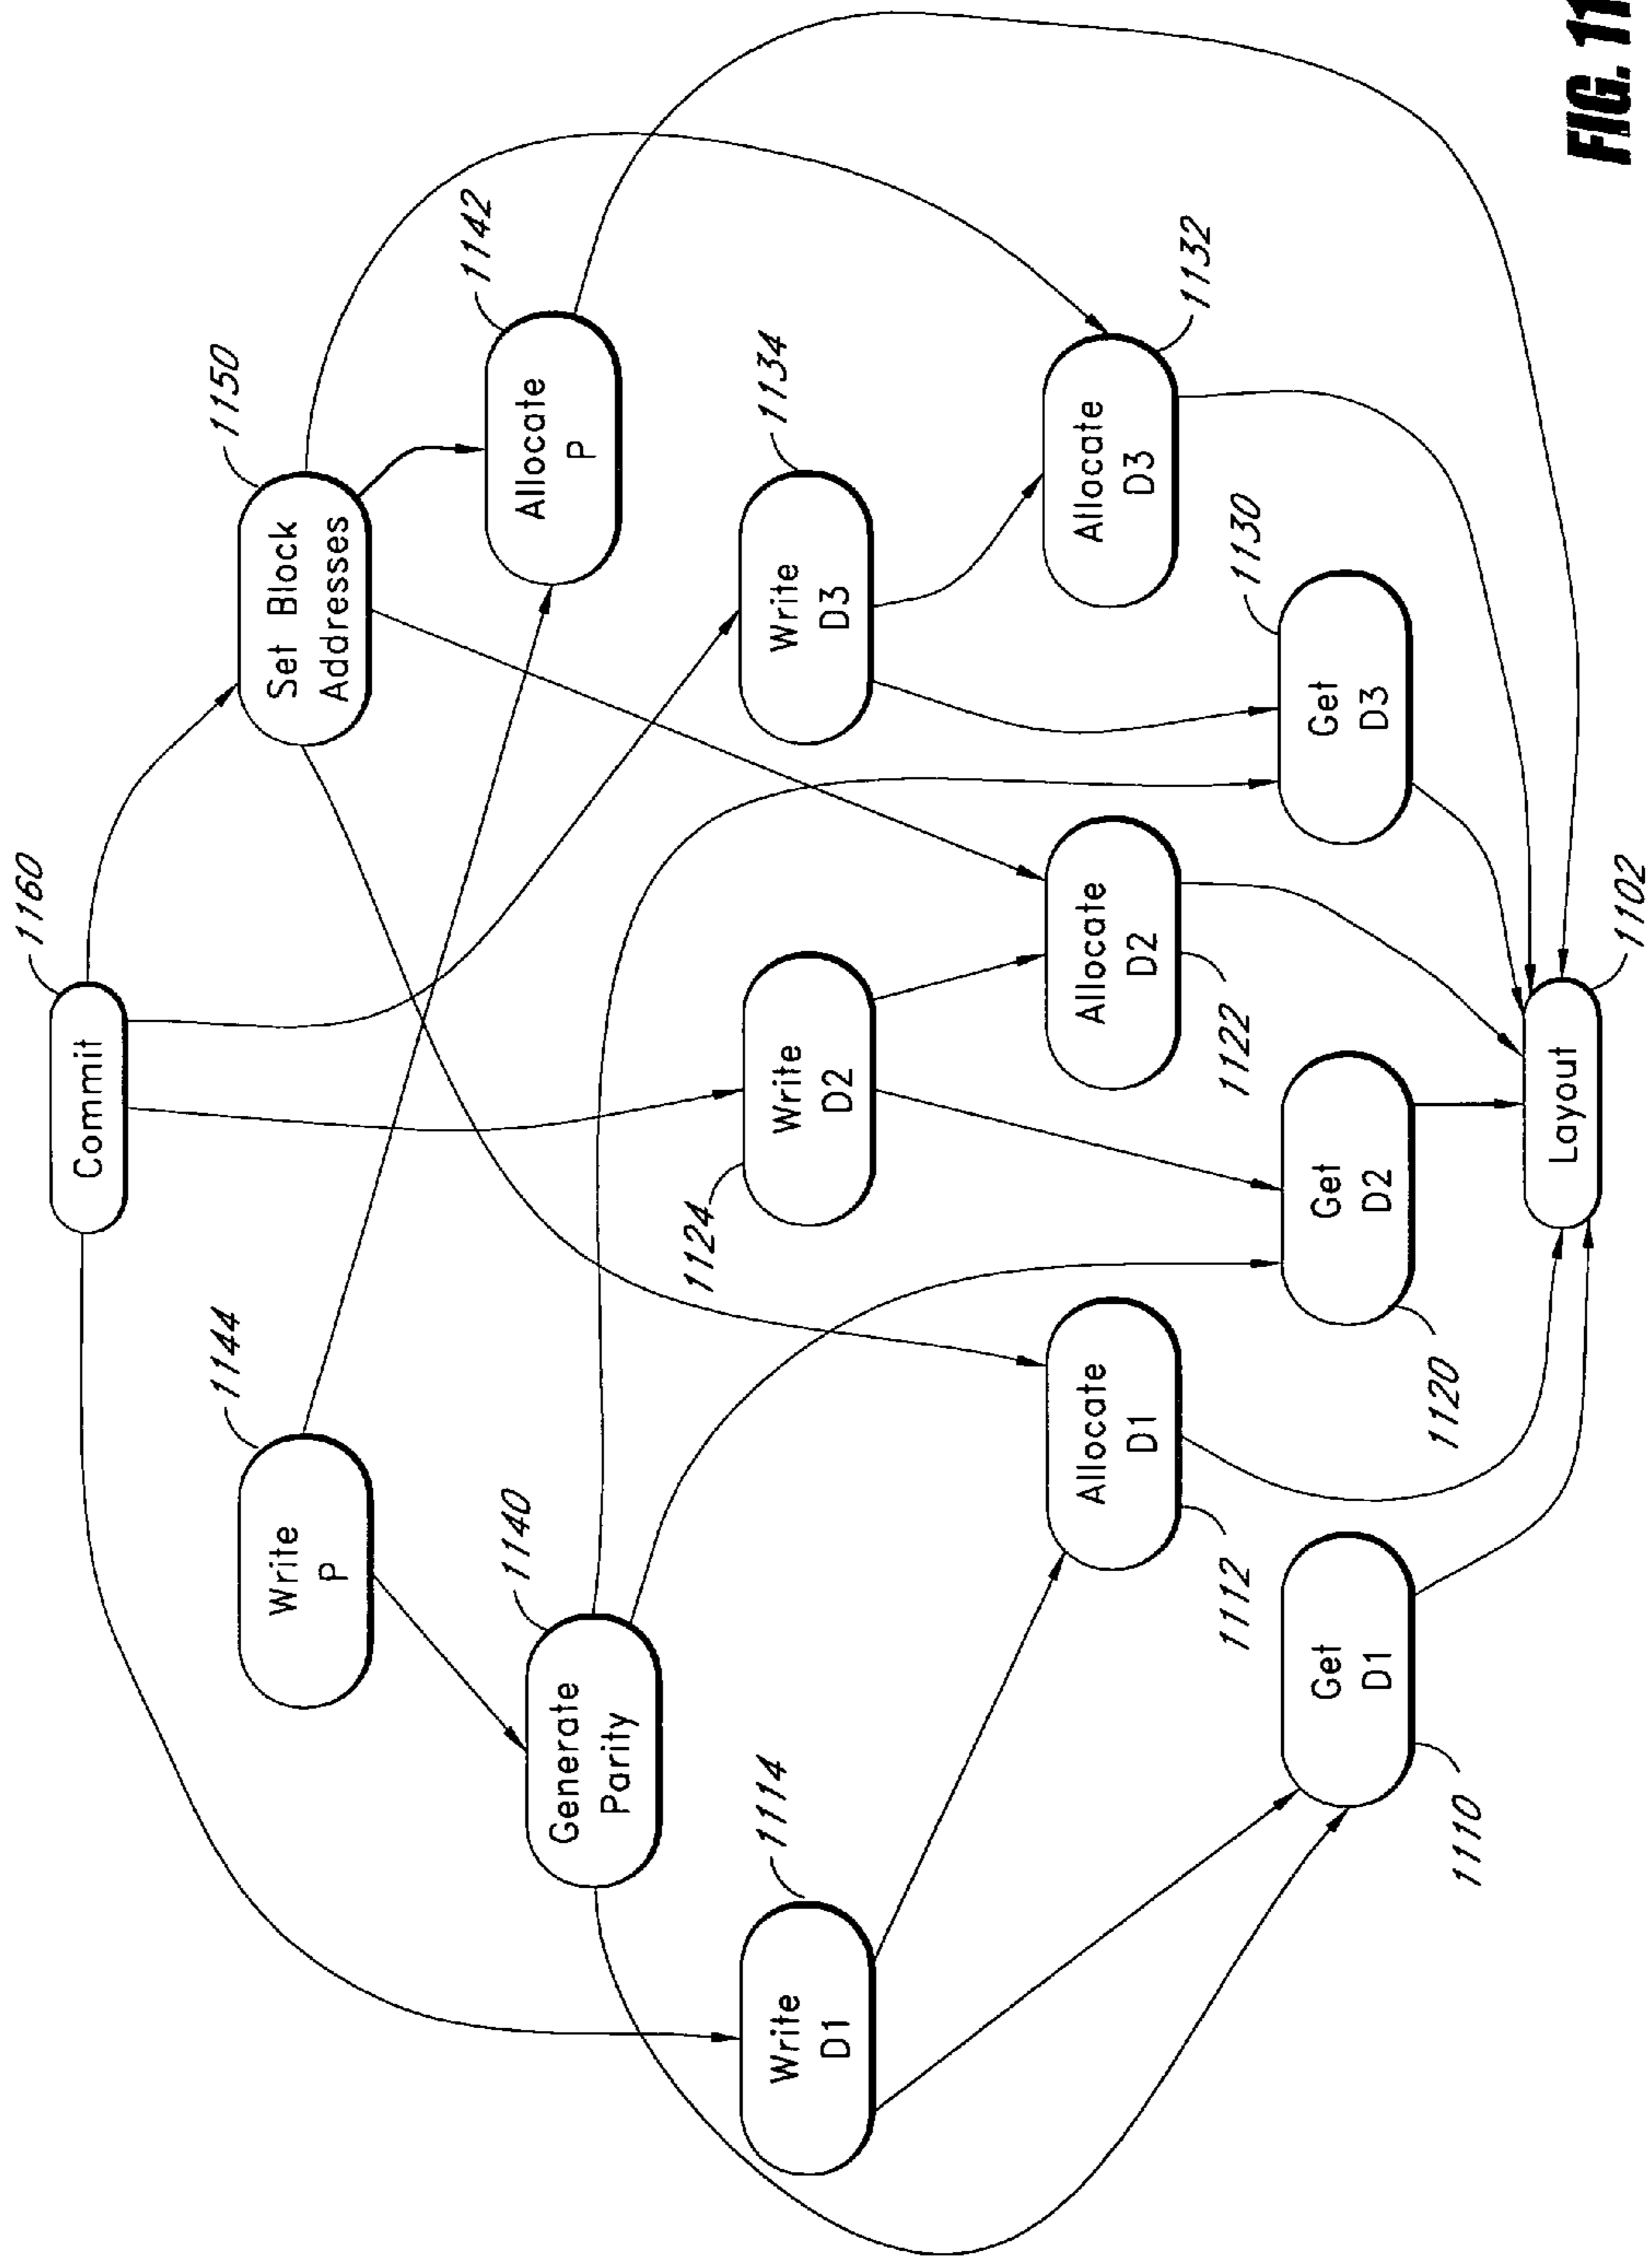 1160
Commit
1144
Write
P
1150
Set Block
Addresses
1140
Generate
Parity
1142
Allocate
P
1114
Write
D1
1124
Write
D2
1134
Write
D3
Allocate
D1
1112
Allocate
D2
1122
Allocate
D3
1132
Get
D1
1110
Get
D2
1120
Get
D3
1130
Layout
1102
FIG. 11